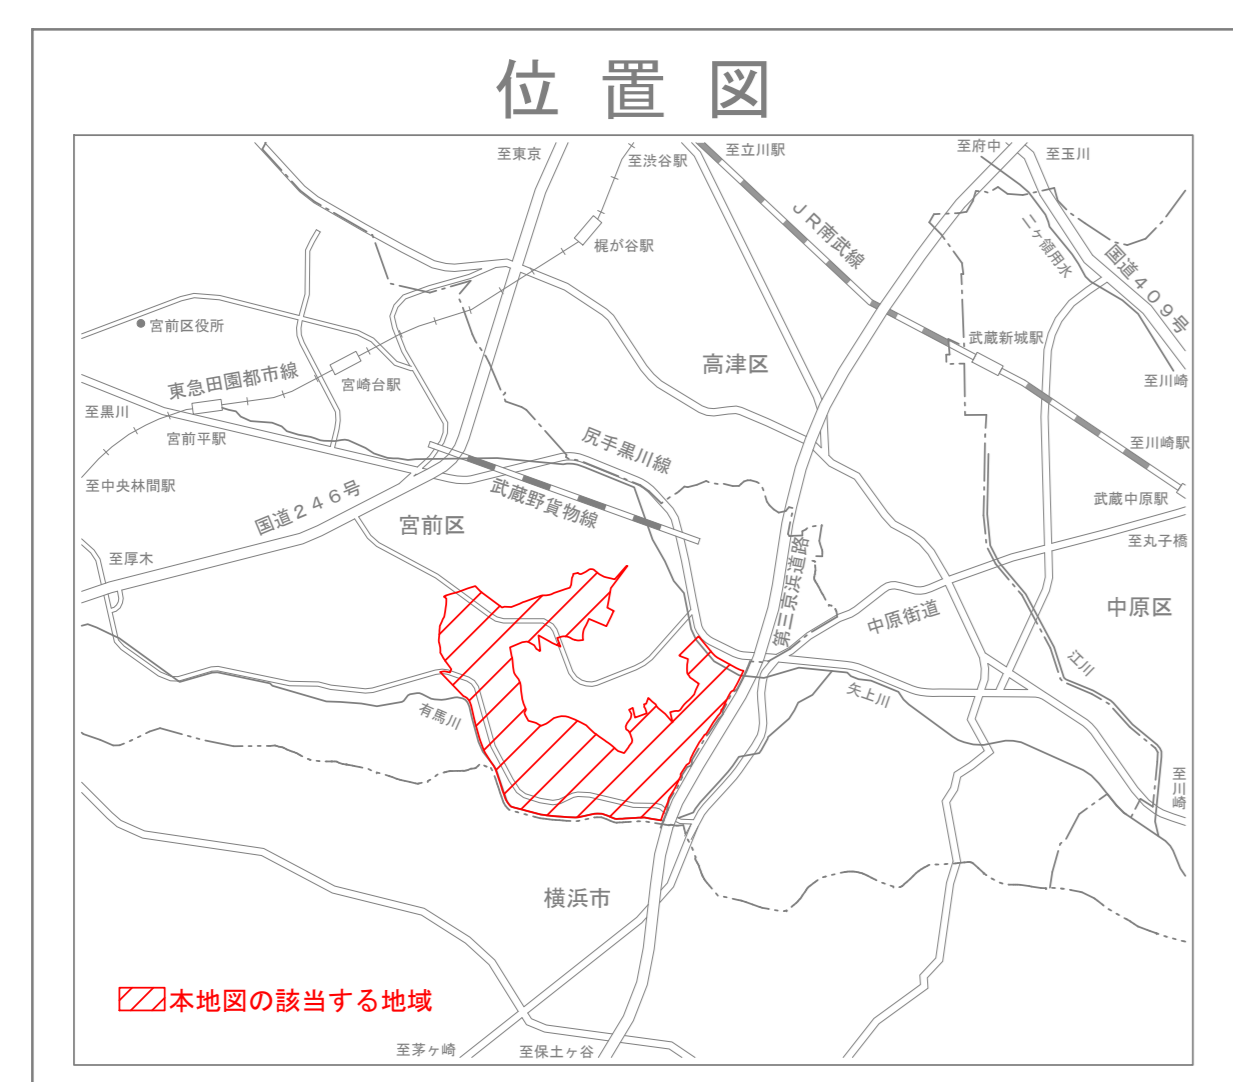 位置図
至東京
至渋谷駅
至立川駅
至府中
至玉川
JR南武線
二ヶ領用水
国道409号
梶が谷駅
宮前区役所
武蔵新城駅
高津区
東急田園都市線
宮崎台駅
至川崎
至黒川
宮前平駅
尻手黒川線
至川崎駅
至中央林間駅
武蔵野貨物線
武蔵中原駅
国道246号
宮前区
至丸子橋
至厚木
第三京浜道路
中原街道
中原区
江川
矢上川
有馬川
至川崎
横浜市
本地図の該当する地域
至茅ヶ崎
至保土ヶ谷